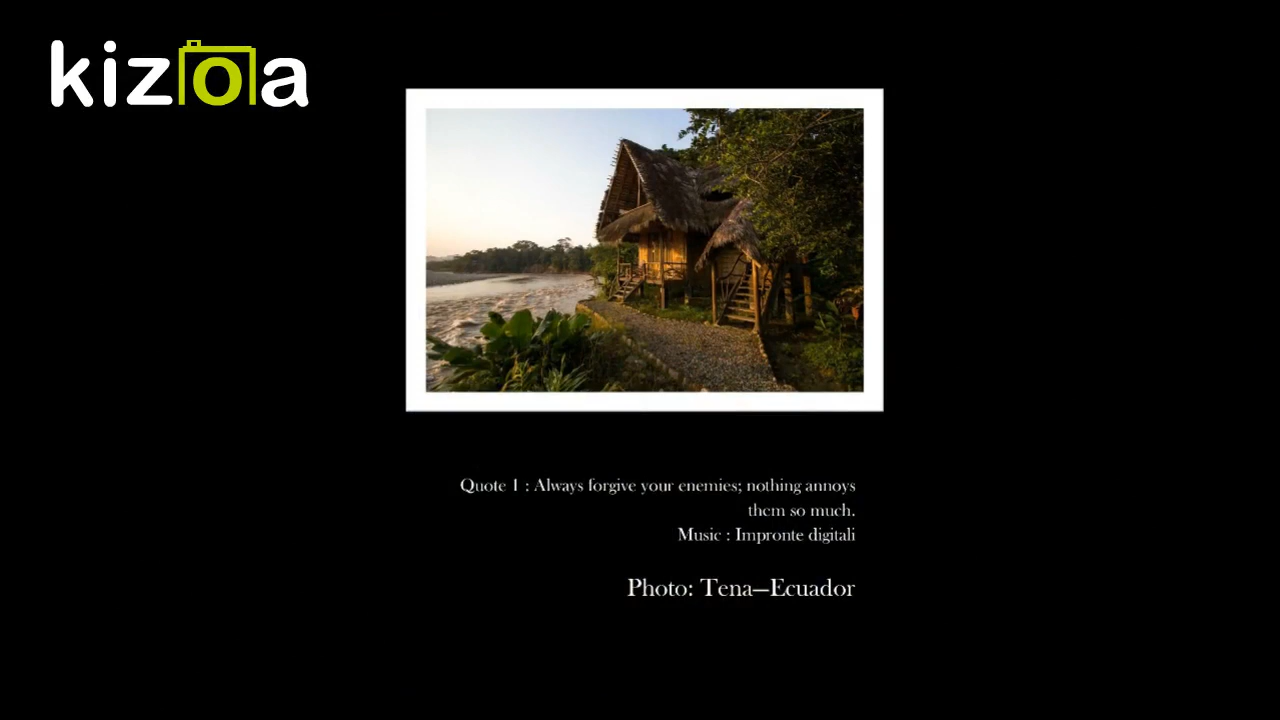 kizoa
Quote 1 : Always forgive your enemies; nothing annoys
them so much.
Music : Impronte digitali
Photo: Tena—Ecuador